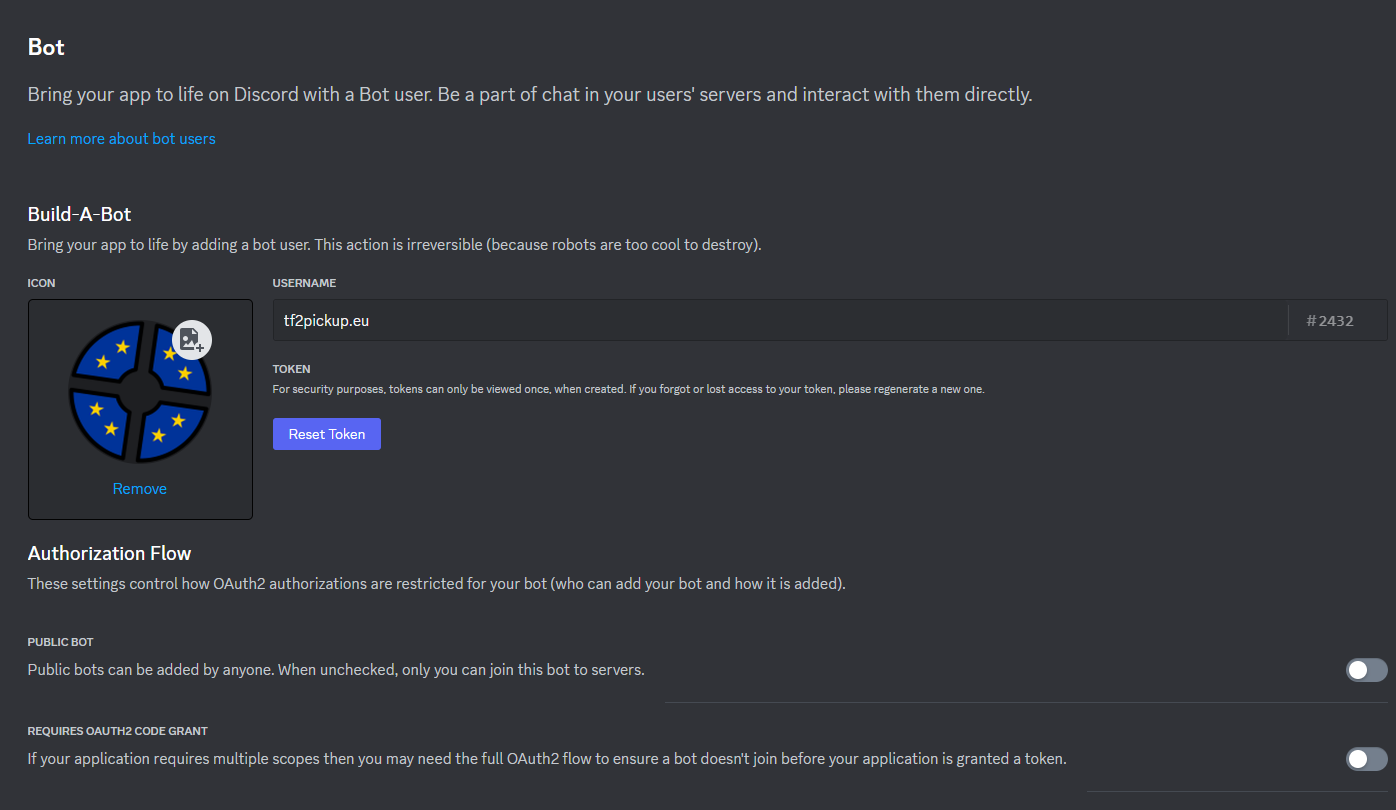 Bot
Bring your app to life on Discord with a Bot user. Be a part of chat in your users' servers and interact with them directly.
Learn more about bot users
Build-A-Bot
Bring your app to life by adding a bot user. This action is irreversible (because robots are too cool to destroy).
ICON
USERNAME
tf2pickup.eu
#2432
TOKEN
For security purposes, tokens can only be viewed once, when created. If you forgot or lost access to your token, please regenerate a new one.
Reset Token
Remove
Authorization Flow
These settings control how OAuth2 authorizations are restricted for your bot (who can add your bot and how it is added).
PUBLIC BOT
Public bots can be added by anyone. When unchecked, only you can join this bot to servers.
REQUIRES OAUTH2 CODE GRANT
If your application requires multiple scopes then you may need the full OAuth2 flow to ensure a bot doesn't join before your application is granted a token.